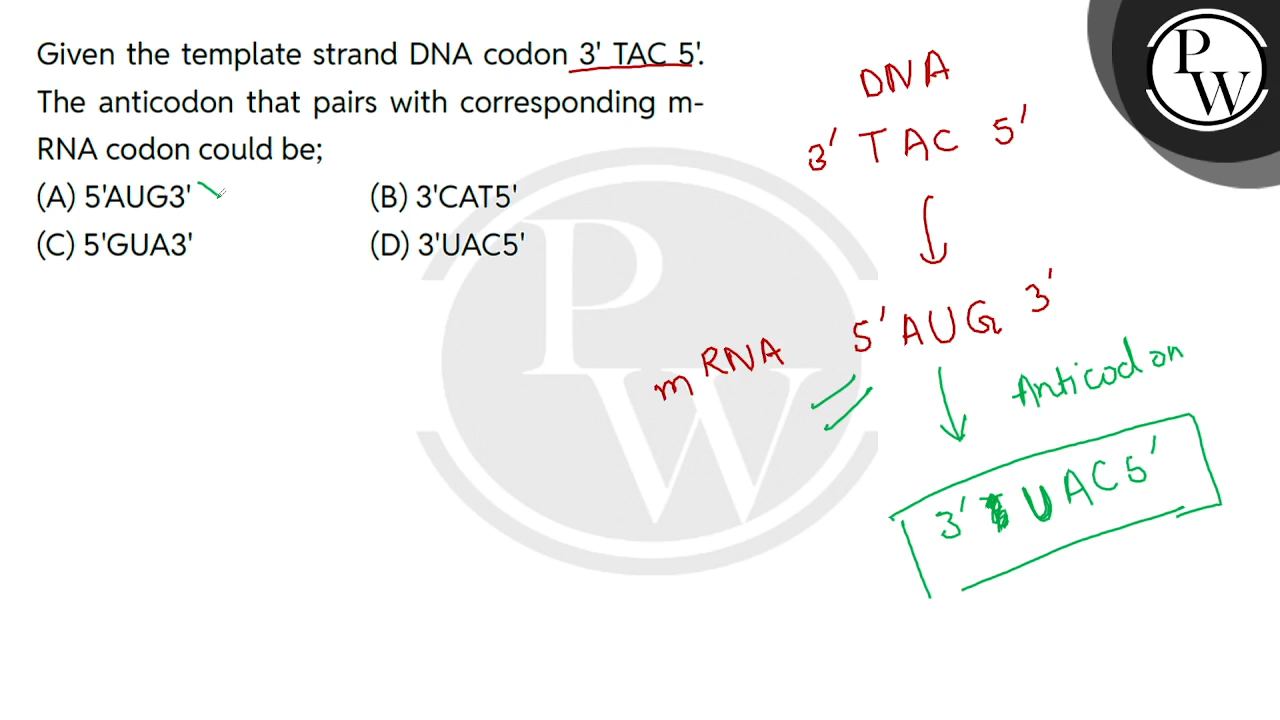 Given the template strand DNA codon 3' TAC 5'.
The anticodon that pairs with corresponding m-
RNA codon could be;
(A) 5'AUG3' (B) 3'CAT5'
(C) 5'GUA3' (D) 3'UAC5'
DNA
3' TAC 5'
mRNA 5'AUG 3'
Anticodon
3' UAC5'
PW
PW